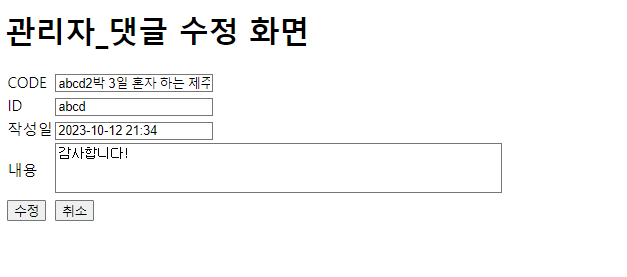 관리자_댓글 수정 화면
CODE abcd2박 3일 혼자 하는 제주
ID abcd
작성일 2023-10-12 21:34
내용 감사합니다!
수정 취소